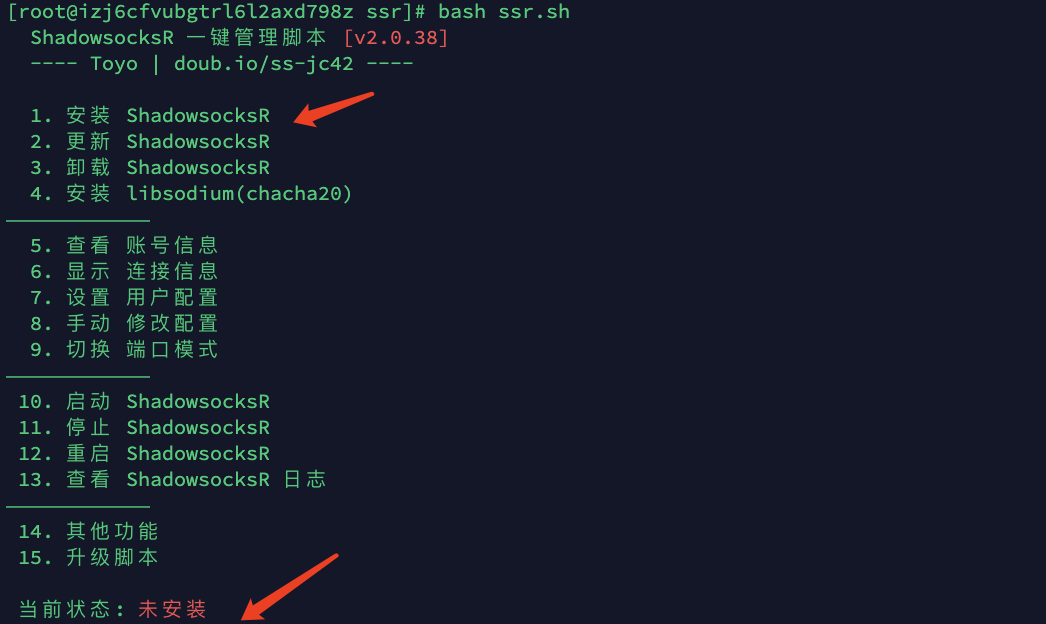 [root@izj6cfvubgtrl6l2axd798z ssr]# bash ssr.sh
ShadowsocksR 一键管理脚本 [v2.0.38]
---- Toyo | doub.io/ss-jc42 ----
1. 安装 ShadowsocksR
2. 更新 ShadowsocksR
3. 卸载 ShadowsocksR
4. 安装 libsodium(chacha20)
————————————
5. 查看 账号信息
6. 显示 连接信息
7. 设置 用户配置
8. 手动 修改配置
9. 切换 端口模式
————————————
10. 启动 ShadowsocksR
11. 停止 ShadowsocksR
12. 重启 ShadowsocksR
13. 查看 ShadowsocksR 日志
————————————
14. 其他功能
15. 升级脚本
当前状态: 未安装